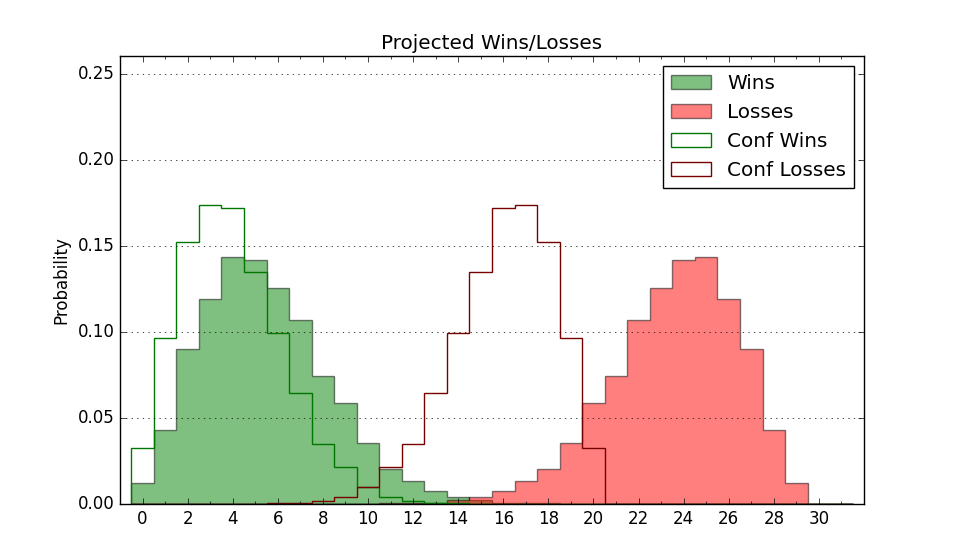 Projected Wins/Losses
0.25
0.20
0.15
0.10
0.05
0.00
Probability
Wins
Losses
Conf Wins
Conf Losses
0 2 4 6 8 10 12 14 16 18 20 22 24 26 28 30